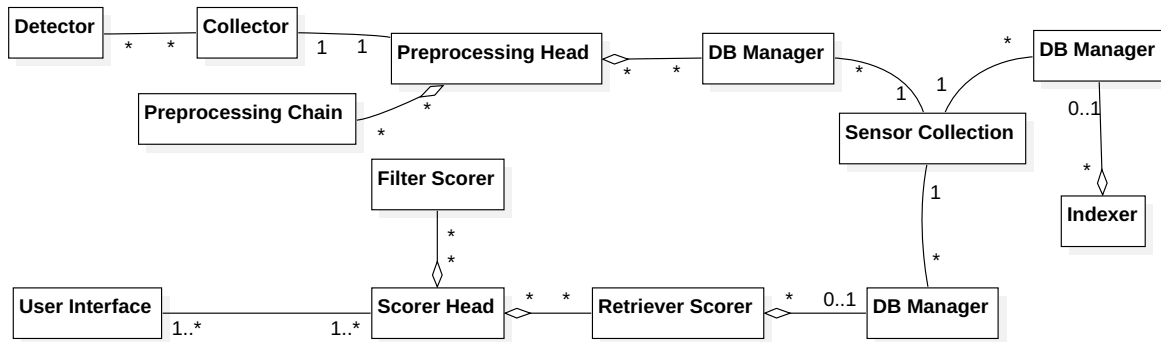 Detector
*
*
Collector
1
1
Preprocessing Head
*
*
DB Manager
*
1
*
1
DB Manager
Preprocessing Chain
*
*
Sensor Collection
0..1
*
Indexer
Filter Scorer
*
*
1
*
User Interface
1..*
1..*
Scorer Head
*
*
Retriever Scorer
*
0..1
DB Manager